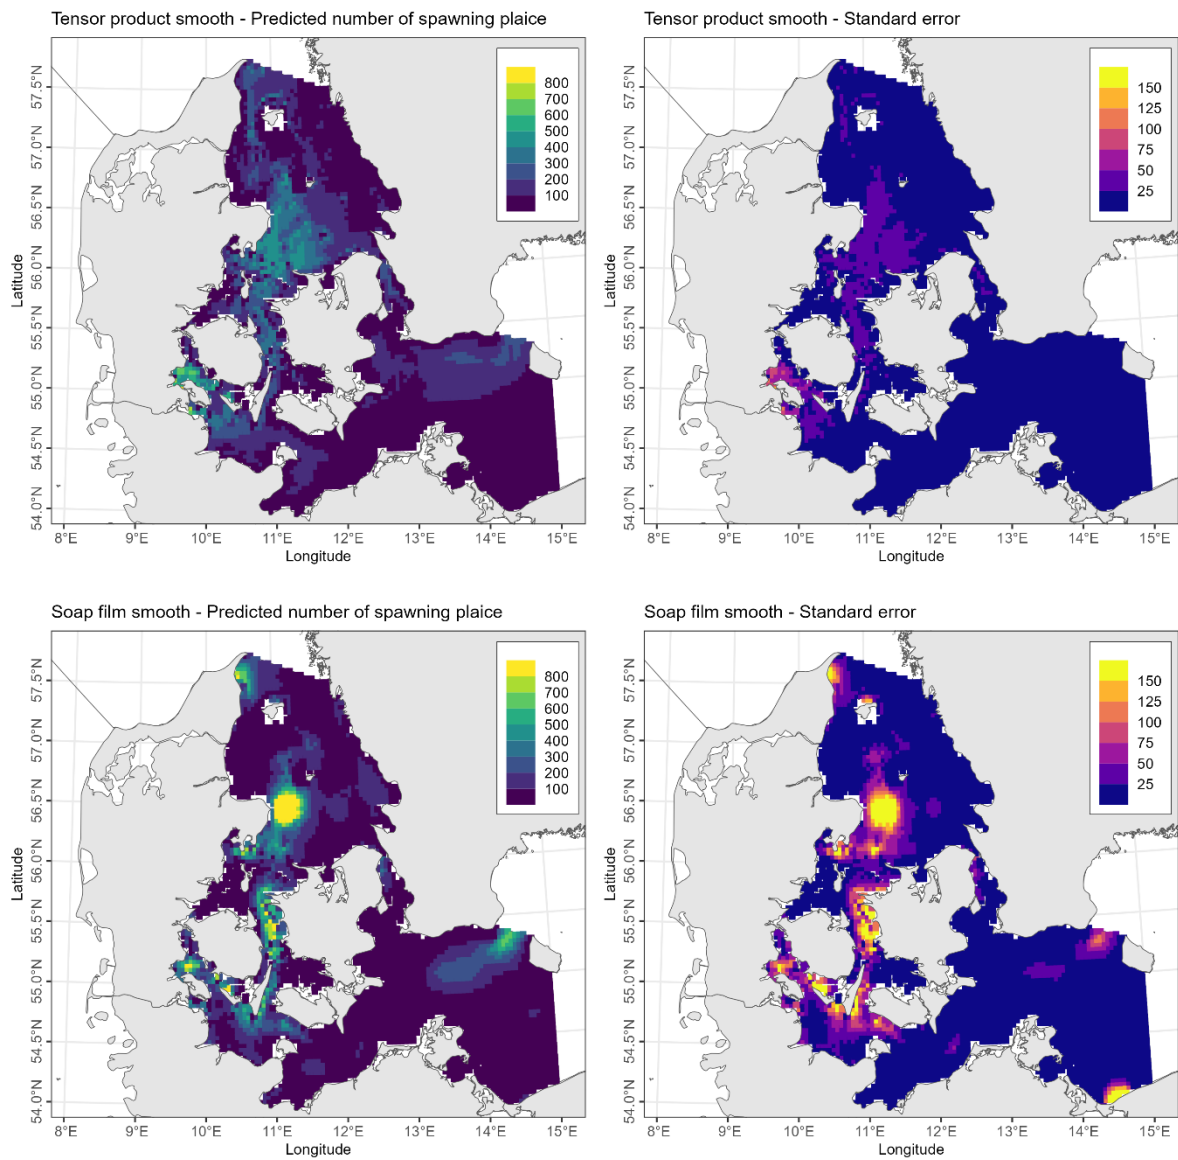 Tensor product smooth - Predicted number of spawning plaice
Tensor product smooth - Standard error
57.5°N
57.0°N
56.5°N
56.0°N
55.5°N
55.0°N
54.5°N
54.0°N
Latitude
800
700
600
500
400
300
200
100
8°E 9°E 10°E 11°E 12°E 13°E 14°E 15°E
Longitude
57.5°N
57.0°N
56.5°N
56.0°N
55.5°N
55.0°N
54.5°N
54.0°N
Latitude
150
125
100
75
50
25
8°E 9°E 10°E 11°E 12°E 13°E 14°E 15°E
Longitude
Soap film smooth - Predicted number of spawning plaice
Soap film smooth - Standard error
57.5°N
57.0°N
56.5°N
56.0°N
55.5°N
55.0°N
54.5°N
54.0°N
Latitude
800
700
600
500
400
300
200
100
8°E 9°E 10°E 11°E 12°E 13°E 14°E 15°E
Longitude
57.5°N
57.0°N
56.5°N
56.0°N
55.5°N
55.0°N
54.5°N
54.0°N
Latitude
150
125
100
75
50
25
8°E 9°E 10°E 11°E 12°E 13°E 14°E 15°E
Longitude